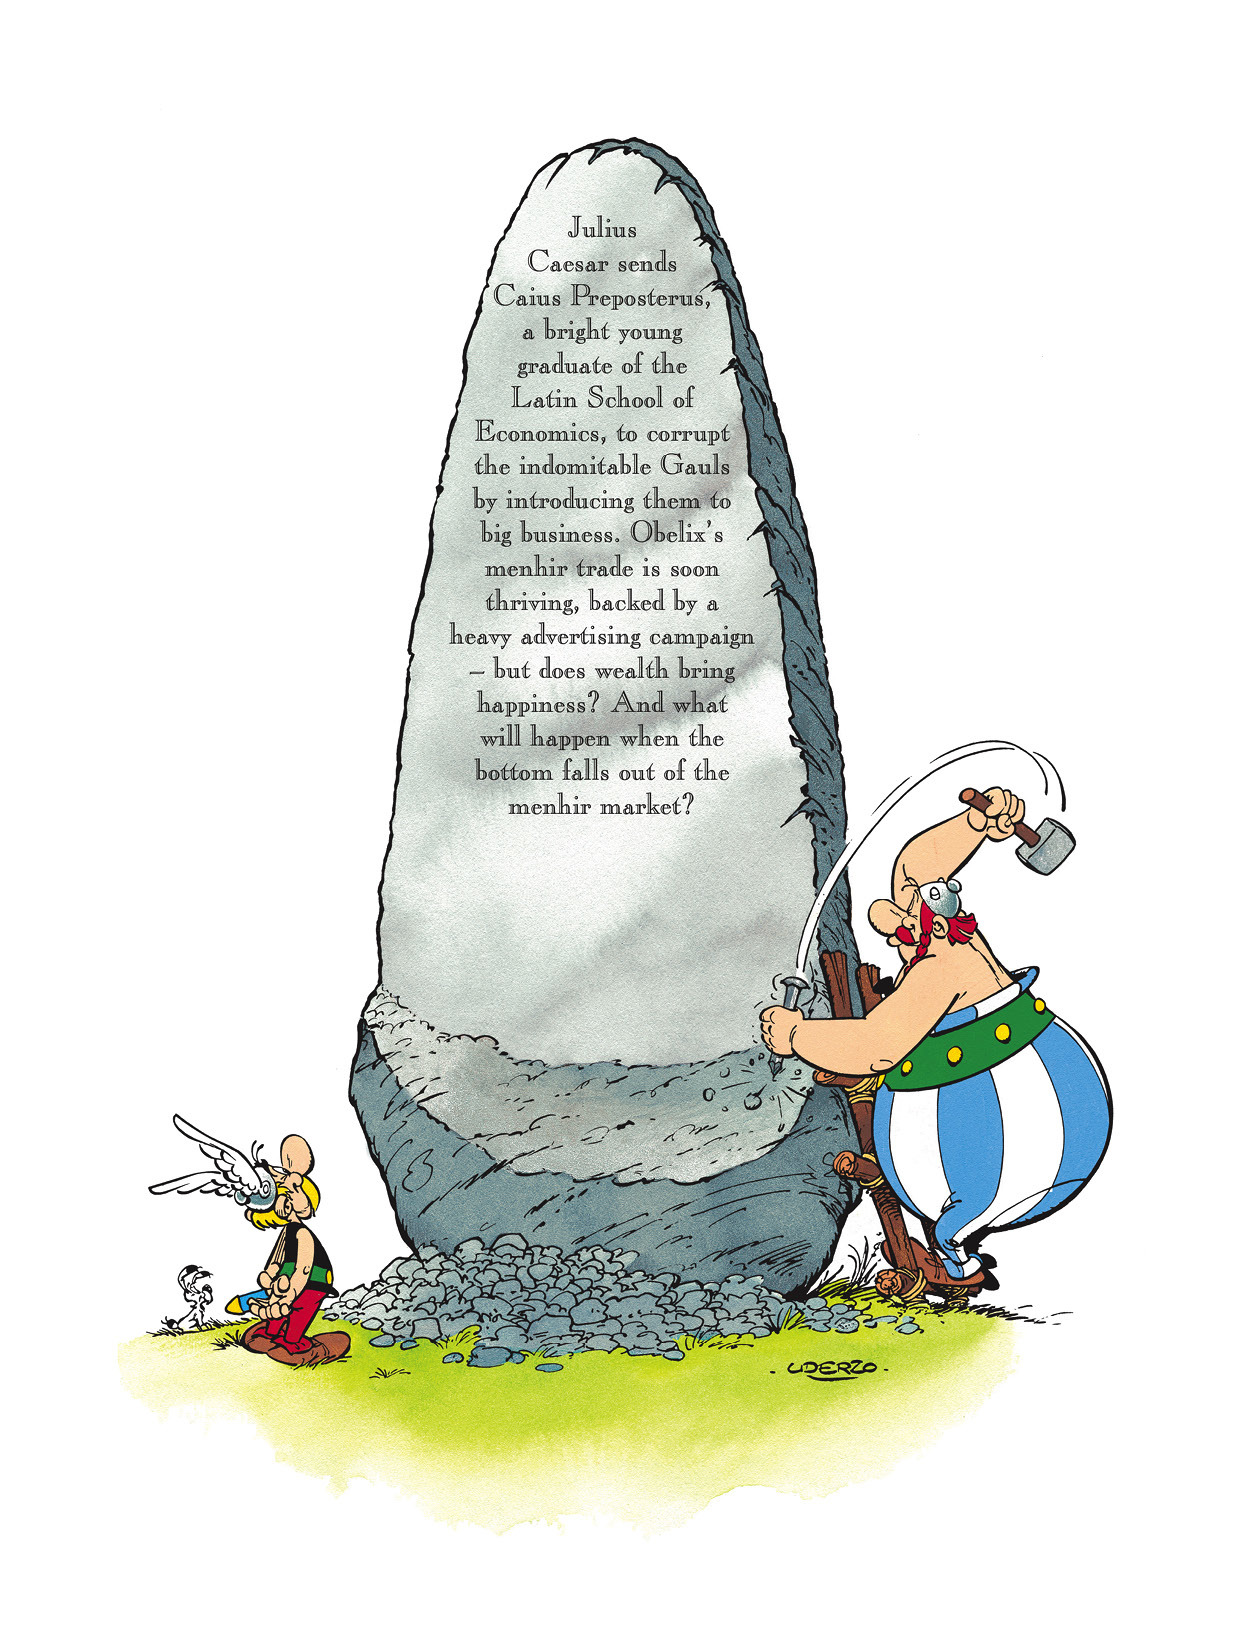 Julius
Caesar sends
Caius Preposterus,
a bright young
graduate of the
Latin School of
Economics, to corrupt
the indomitable Gauls
by introducing them to
big business. Obelix's
menhir trade is soon
thriving, backed by a
heavy advertising campaign
– but does wealth bring
happiness? And what
will happen when the
bottom falls out of the
menhir market?
. UDERZO .